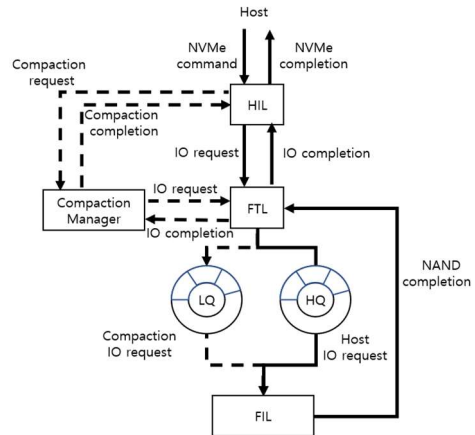 Host
NVMe
command
NVMe
completion
Compaction
request
HIL
Compaction
completion
IO request
IO completion
IO request
Compaction
Manager
FTL
IO completion
NAND
completion
LQ
HQ
Compaction
IO request
Host
IO request
FIL